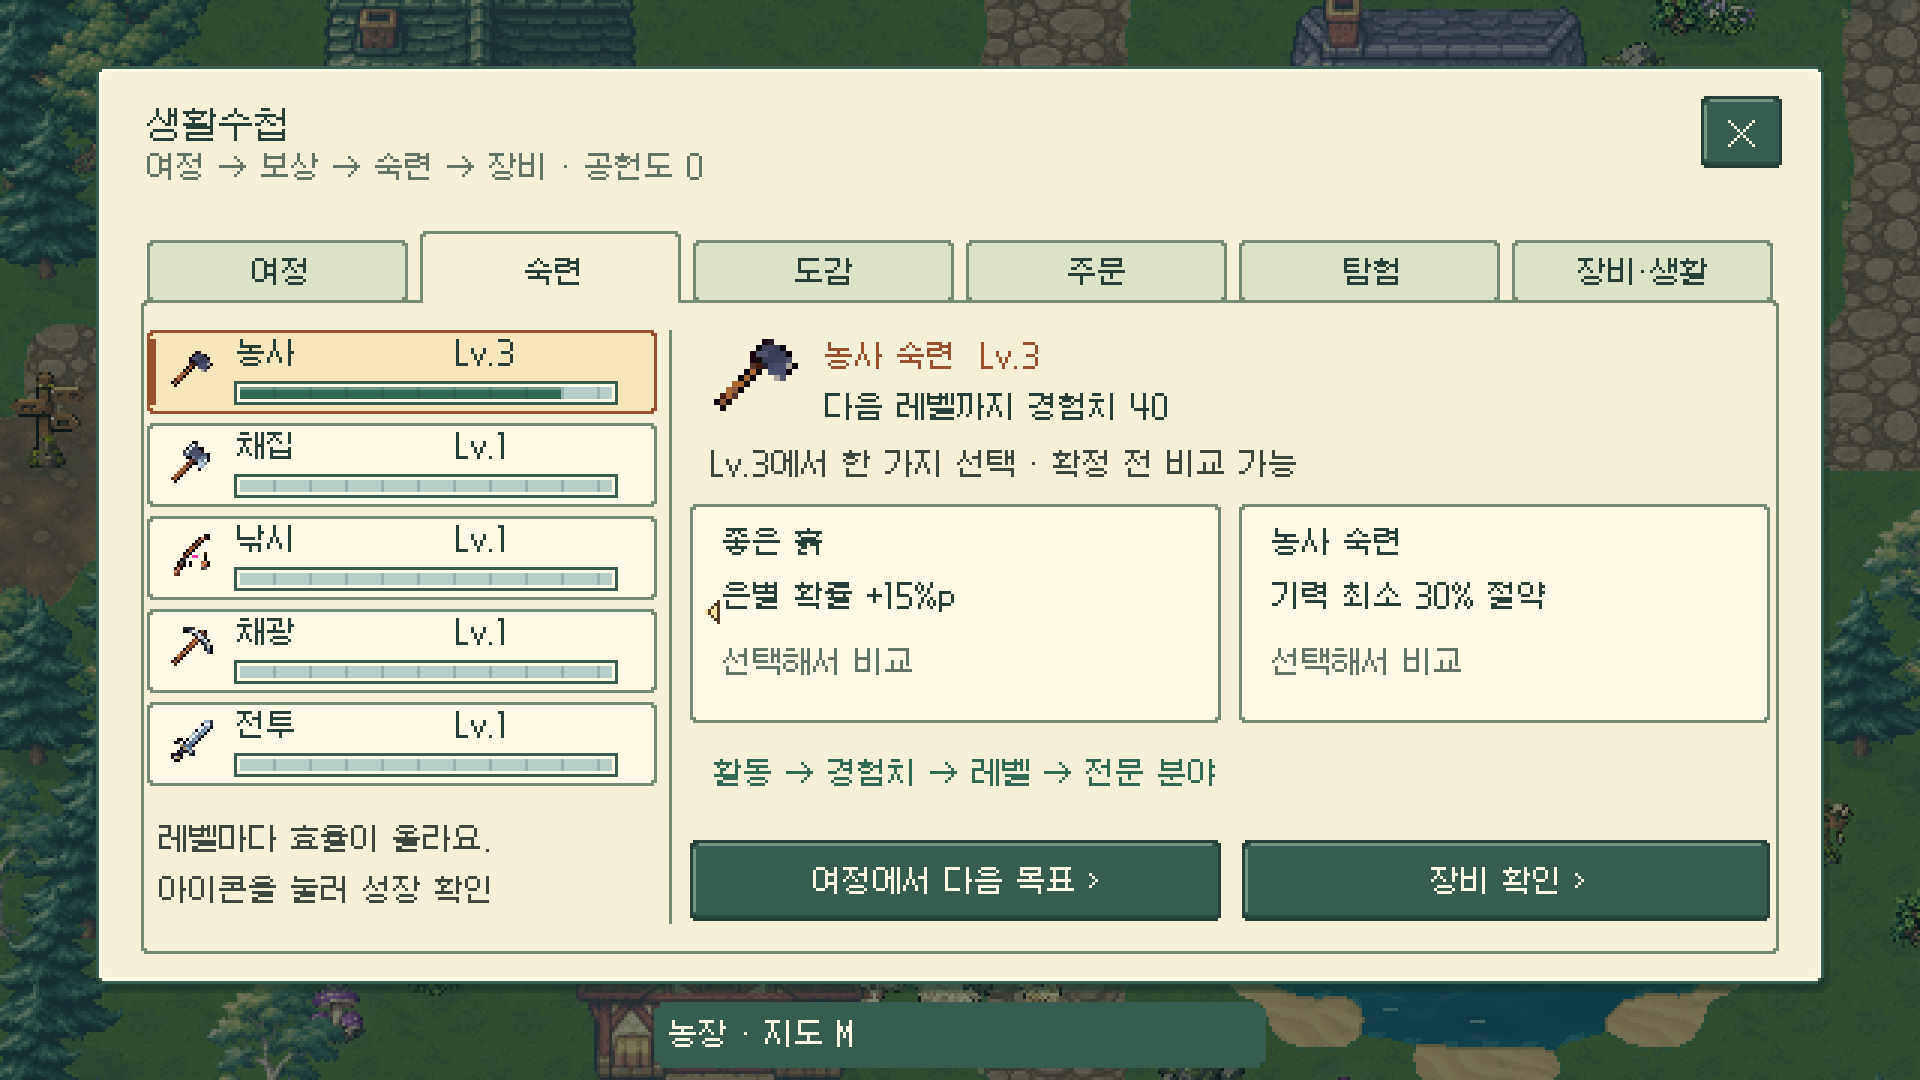 생활수첩
여정 → 보상 → 숙련 → 장비 · 공헌도 0
여정
숙련
도감
주문
탐험
장비·생활
농사 Lv.3
채집 Lv.1
낚시 Lv.1
채광 Lv.1
전투 Lv.1
레벨마다 효율이 올라요.
아이콘을 눌러 성장 확인
농사 숙련 Lv.3
다음 레벨까지 경험치 40
Lv.3에서 한 가지 선택 · 확정 전 비교 가능
좋은 흙
은별 확률 +15%p
선택해서 비교
농사 숙련
기력 최소 30% 절약
선택해서 비교
활동 → 경험치 → 레벨 → 전문 분야
여정에서 다음 목표 ›
장비 확인 ›
농장 · 지도 M